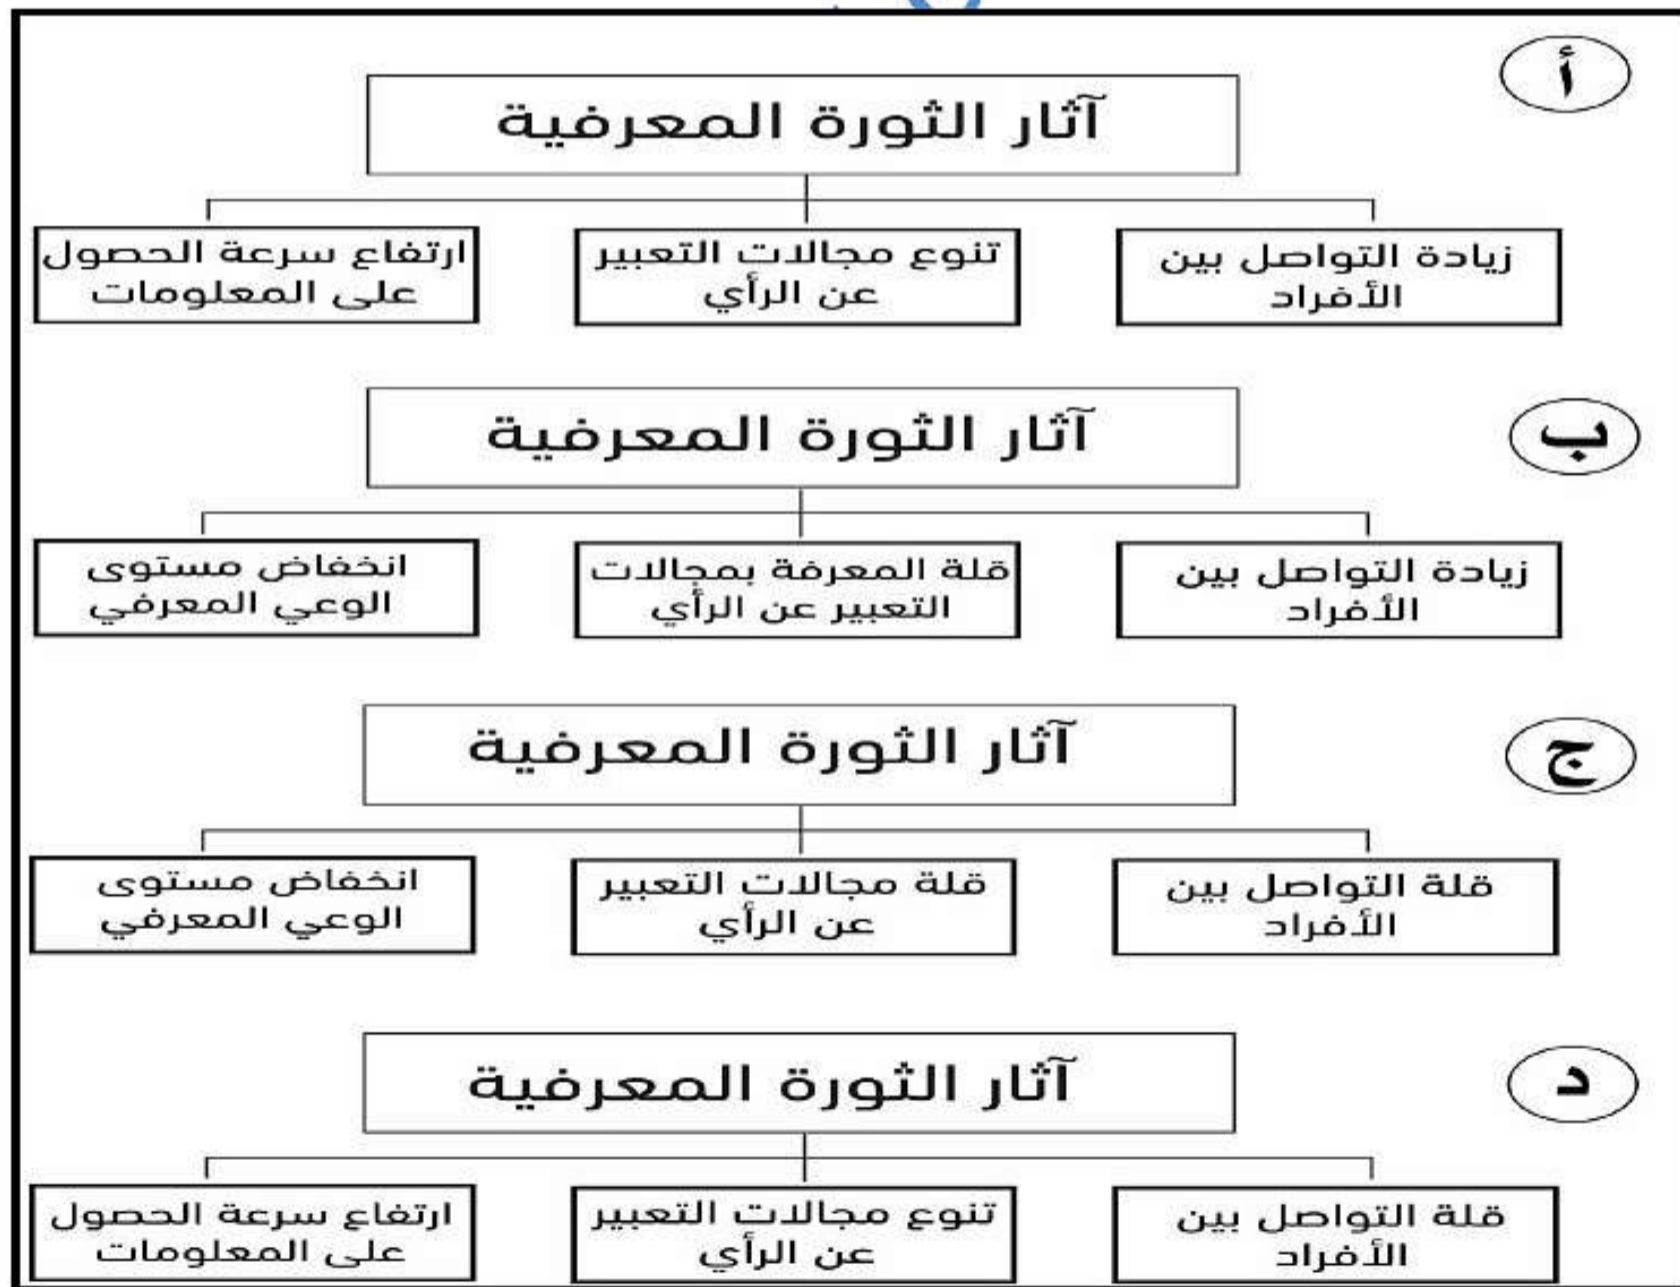 أ
آثار الثورة المعرفية
زيادة التواصل بين
الأفراد
تنوع مجالات التعبير
عن الرأي
ارتفاع سرعة الحصول
على المعلومات
ب
آثار الثورة المعرفية
زيادة التواصل بين
الأفراد
قلة المعرفة بمجالات
التعبير عن الرأي
انخفاض مستوى
الوعي المعرفي
ج
آثار الثورة المعرفية
قلة التواصل بين
الأفراد
قلة مجالات التعبير
عن الرأي
انخفاض مستوى
الوعي المعرفي
د
آثار الثورة المعرفية
قلة التواصل بين
الأفراد
تنوع مجالات التعبير
عن الرأي
ارتفاع سرعة الحصول
على المعلومات